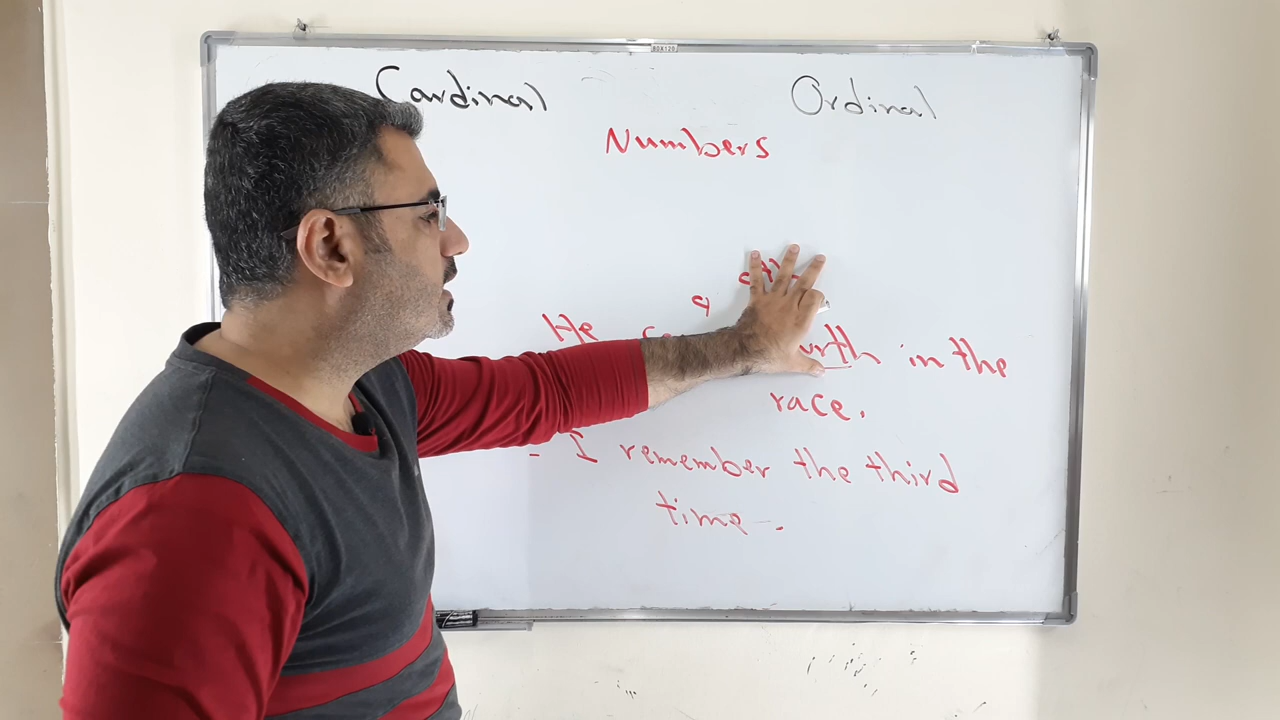 Cardinal Ordinal
Numbers
He in the
race.
- I remember the third
time.